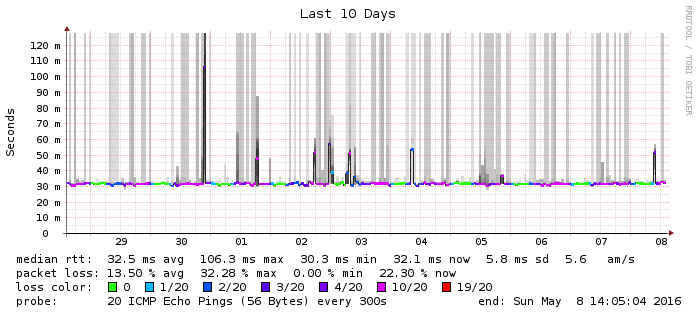 Last 10 Days
RRDTOOL / TOBI OETIKER
Seconds
120 m
110 m
100 m
90 m
80 m
70 m
60 m
50 m
40 m
30 m
20 m
10 m
0
29 30 01 02 03 04 05 06 07 08
median rtt: 32.5 ms avg 106.3 ms max 30.3 ms min 32.1 ms now 5.8 ms sd 5.6 am/s
packet loss: 13.50 % avg 32.28 % max 0.00 % min 22.30 % now
loss color: 0 1/20 2/20 3/20 4/20 10/20 19/20
probe: 20 ICMP Echo Pings (56 Bytes) every 300s end: Sun May 8 14:05:04 2016